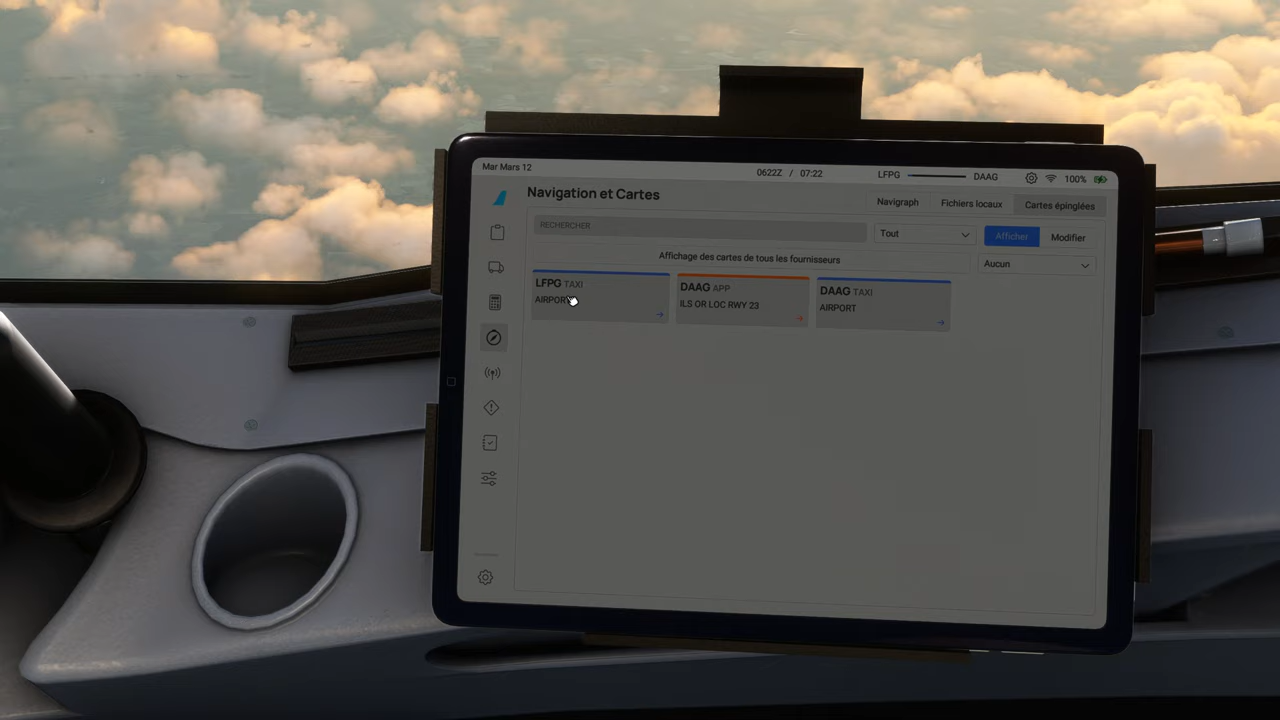 Mar Mars 12
0622Z / 07:22
LFPG DAAG
100%
Navigation et Cartes
Navigraph
Fichiers locaux
Cartes épinglées
RECHERCHER
Tout
Afficher
Modifier
Affichage des cartes de tous les fournisseurs
Aucun
LFPG TAXI
AIRPORT
DAAG APP
ILS OR LOC RWY 23
DAAG TAXI
AIRPORT